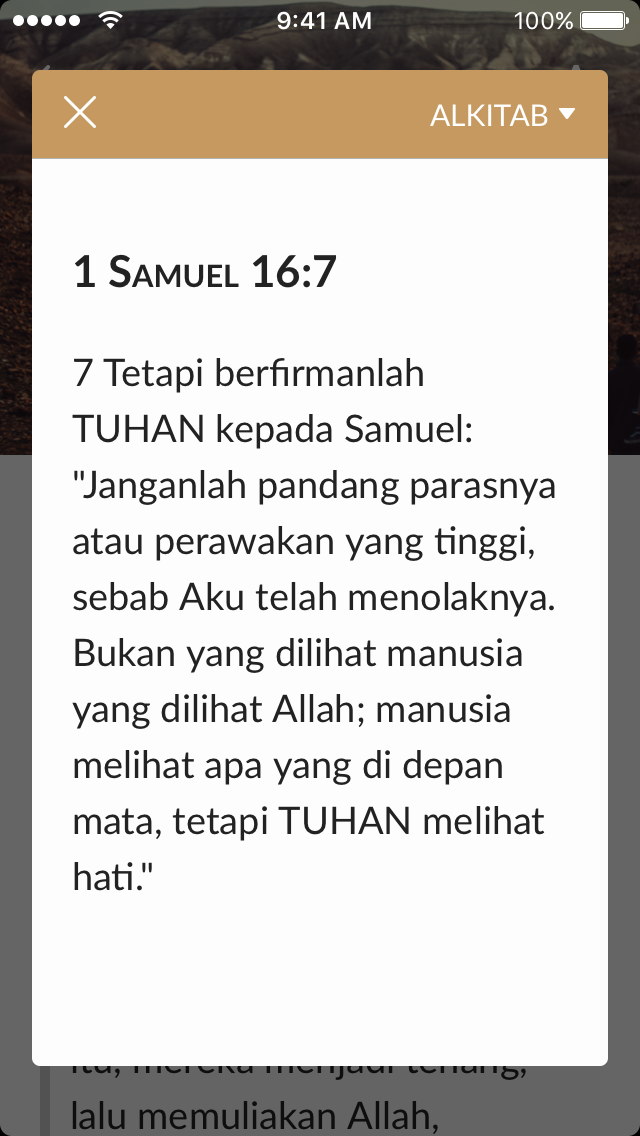 9:41 AM 100%
ALKITAB
1 SAMUEL 16:7
7 Tetapi berfirmanlah
TUHAN kepada Samuel:
"Janganlah pandang parasnya
atau perawakan yang tinggi,
sebab Aku telah menolaknya.
Bukan yang dilihat manusia
yang dilihat Allah; manusia
melihat apa yang di depan
mata, tetapi TUHAN melihat
hati."
itu, mereka menjadi tenang,
lalu memuliakan Allah,